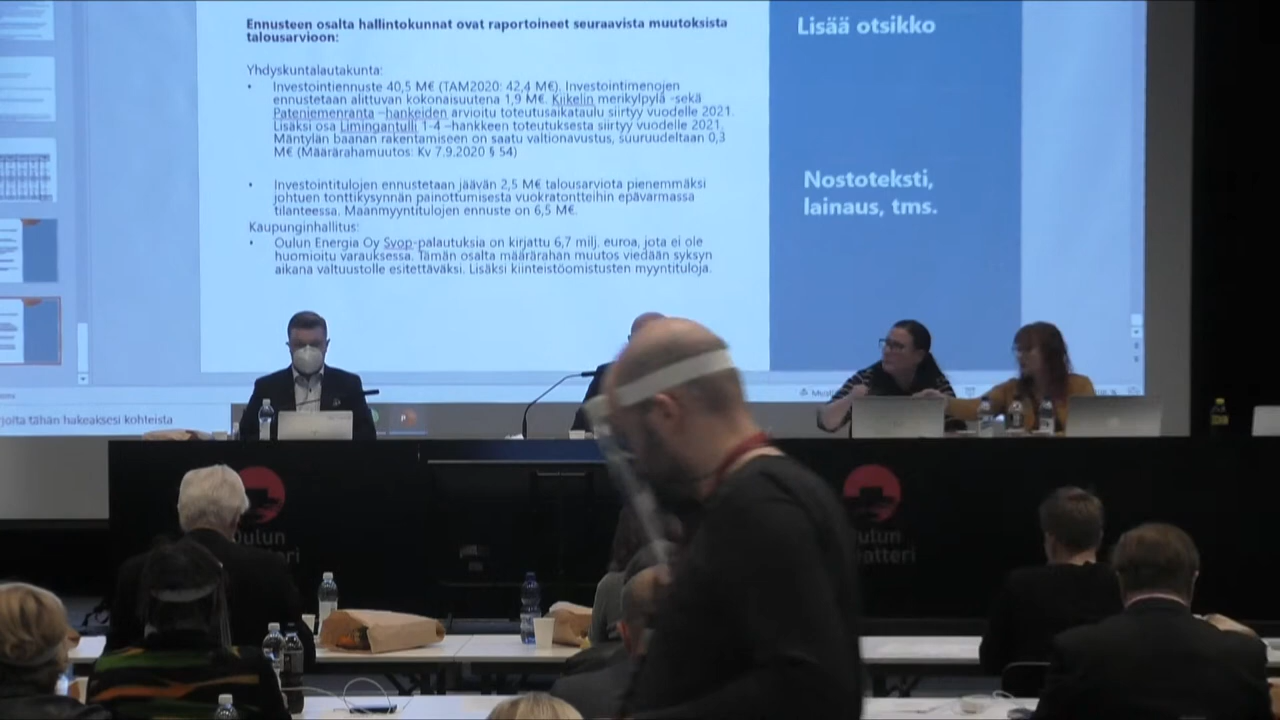 Ennusteen osalta hallintokunnat ovat raportoineet seuraavista muutoksista
talousarvioon:
Yhdyskuntalautakunta:
• Investointiennuste 40,5 M€ (TAM2020: 42,4 M€). Investointimenojen
ennustetaan alittuvan kokonaisuutena 1,9 M€. Kiikelin merikylpylä -sekä
Pateniemenranta –hankeiden arvioitu toteutusaikataulu siirtyy vuodelle 2021.
Lisäksi osa Limingantulli 1-4 –hankkeen toteutuksesta siirtyy vuodelle 2021.
Mäntylän baanan rakentamiseen on saatu valtionavustus, suuruudeltaan 0,3
M€ (Määrärahamuutos: Kv 7.9.2020 § 54)
• Investointitulojen ennustetaan jäävän 2,5 M€ talousarviota pienemmäksi
johtuen tonttikysynnän painottumisesta vuokratontteihin epävarmassa
tilanteessa. Maanmyyntitulojen ennuste on 6,5 M€.
Kaupunginhallitus:
• Oulun Energia Oy Svop-palautuksia on kirjattu 6,7 milj. euroa, jota ei ole
huomioitu varauksessa. Tämän osalta määrärahan muutos viedään syksyn
aikana valtuustolle esitettäväksi. Lisäksi kiinteistöomistusten myyntituloja.
Lisää otsikko
Nostoteksti,
lainaus, tms.
rjoita tähän hakeaksesi kohteista
P
Oulun